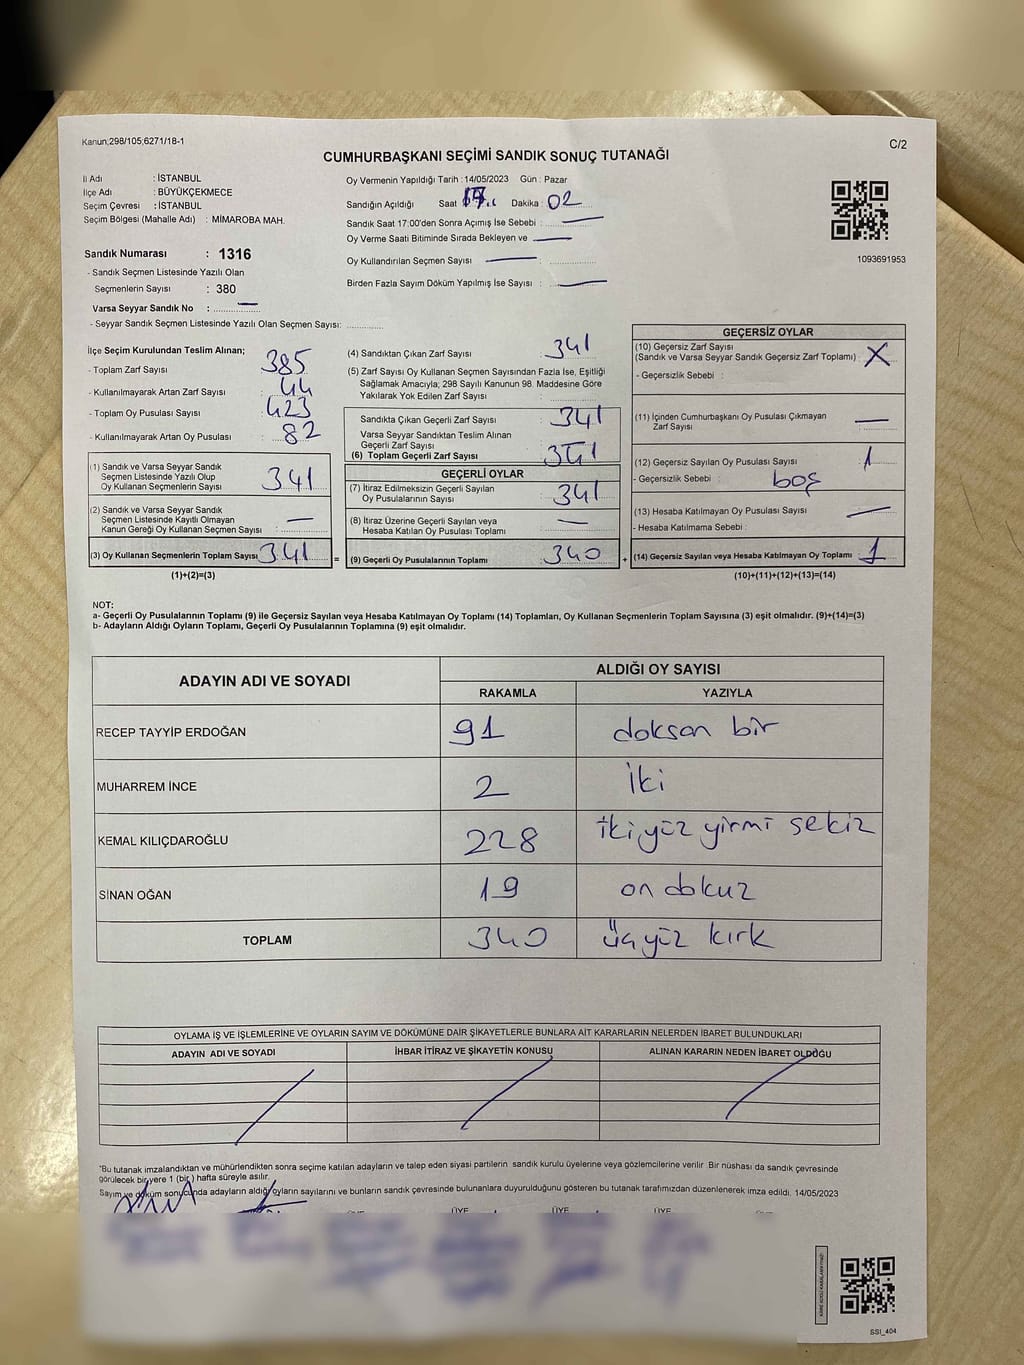 Kanun;298/105;6271/18-1
C/2
CUMHURBAŞKANI SEÇİMİ SANDIK SONUÇ TUTANAĞI
İl Adı : İSTANBUL
İlçe Adı : BÜYÜKÇEKMECE
Seçim Çevresi : İSTANBUL
Seçim Bölgesi (Mahalle Adı) : MİMAROBA MAH.
Sandık Numarası : 1316
- Sandık Seçmen Listesinde Yazılı Olan
Seçmenlerin Sayısı : 380
Varsa Seyyar Sandık No :
- Seyyar Sandık Seçmen Listesinde Yazılı Olan Seçmen Sayısı:
Oy Vermenin Yapıldığı Tarih :14/05/2023 Gün : Pazar
Sandığın Açıldığı Saat Dakika : 02
Sandık Saat 17:00'den Sonra Açımış İse Sebebi :
Oy Verme Saati Bitiminde Sırada Bekleyen ve
Oy Kullandırılan Seçmen Sayısı :
Birden Fazla Sayım Döküm Yapılmış İse Sayısı :
1093691953
İlçe Seçim Kurulundan Teslim Alınan;
- Toplam Zarf Sayısı : 385
- Kullanılmayarak Artan Zarf Sayısı : 44
- Toplam Oy Pusulası Sayısı : 423
- Kullanılmayarak Artan Oy Pusulası : 82
(1) Sandık ve Varsa Seyyar Sandık
Seçmen Listesinde Yazılı Olup
Oy Kullanan Seçmenlerin Sayısı : 341
(2) Sandık ve Varsa Seyyar Sandık
Seçmen Listesinde Kayıtlı Olmayan
Kanun Gereği Oy Kullanan Seçmen Sayısı :
(3) Oy Kullanan Seçmenlerin Toplam Sayısı: 341
(1)+(2)=(3)
=
(4) Sandıktan Çıkan Zarf Sayısı : 341
(5) Zarf Sayısı Oy Kullanan Seçmen Sayısından Fazla İse, Eşitliği
Sağlamak Amacıyla; 298 Sayılı Kanunun 98. Maddesine Göre
Yakılarak Yok Edilen Zarf Sayısı :
Sandıkta Çıkan Geçerli Zarf Sayısı : 341
Varsa Seyyar Sandıktan Teslim Alınan
Geçerli Zarf Sayısı :
(6) Toplam Geçerli Zarf Sayısı : 341
GEÇERLİ OYLAR
(7) İtiraz Edilmeksizin Geçerli Sayılan
Oy Pusulalarının Sayısı : 341
(8) İtiraz Üzerine Geçerli Sayılan veya
Hesaba Katılan Oy Pusulası Toplamı :
(9) Geçerli Oy Pusulalarının Toplamı : 340
+
GEÇERSİZ OYLAR
(10) Geçersiz Zarf Sayısı
(Sandık ve Varsa Seyyar Sandık Geçersiz Zarf Toplamı) : X
- Geçersizlik Sebebi :
(11) İçinden Cumhurbaşkanı Oy Pusulası Çıkmayan
Zarf Sayısı :
(12) Geçersiz Sayılan Oy Pusulası Sayısı : 1
- Geçersizlik Sebebi : boş
(13) Hesaba Katılmayan Oy Pusulası Sayısı :
- Hesaba Katılmama Sebebi :
(14) Geçersiz Sayılan veya Hesaba Katılmayan Oy Toplamı : 1
(10)+(11)+(12)+(13)=(14)
NOT:
a- Geçerli Oy Pusulalarının Toplamı (9) ile Geçersiz Sayılan veya Hesaba Katılmayan Oy Toplamı (14) Toplamları, Oy Kullanan Seçmenlerin Toplam Sayısına (3) eşit olmalıdır. (9)+(14)=(3)
b- Adayların Aldığı Oyların Toplamı, Geçerli Oy Pusulalarının Toplamına (9) eşit olmalıdır.
ADAYIN ADI VE SOYADI
ALDIĞI OY SAYISI
RAKAMLA YAZIYLA
RECEP TAYYİP ERDOĞAN 91 doksan bir
MUHARREM İNCE 2 iki
KEMAL KILIÇDAROĞLU 228 ikiyüz yirmi sekiz
SİNAN OĞAN 19 on dokuz
TOPLAM 340 üçyüz kırk
OYLAMA İŞ VE İŞLEMLERİNE VE OYLARIN SAYIM VE DÖKÜMÜNE DAİR ŞİKAYETLERLE BUNLARA AİT KARARLARIN NELERDEN İBARET BULUNDUKLARI
ADAYIN ADI VE SOYADI İHBAR İTİRAZ VE ŞİKAYETİN KONUSU ALINAN KARARIN NEDEN İBARET OLDUĞU
*Bu tutanak imzalandıktan ve mühürlendikten sonra seçime katılan adayların ve talep eden siyasi partilerin sandık kurulu üyelerine veya gözlemcilerine verilir Bir nüshası da sandık çevresinde
görülecek bir yere 1 (bir ) hafta süreyle asılır.
Sayım ve döküm sonucunda adayların aldığı oyların sayılarını ve bunların sandık çevresinde bulunanlara duyurulduğunu gösteren bu tutanak tarafımızdan düzenlenerek imza edildi. 14/05/2023
ÜYE ÜYE ÜYE
SSI_404